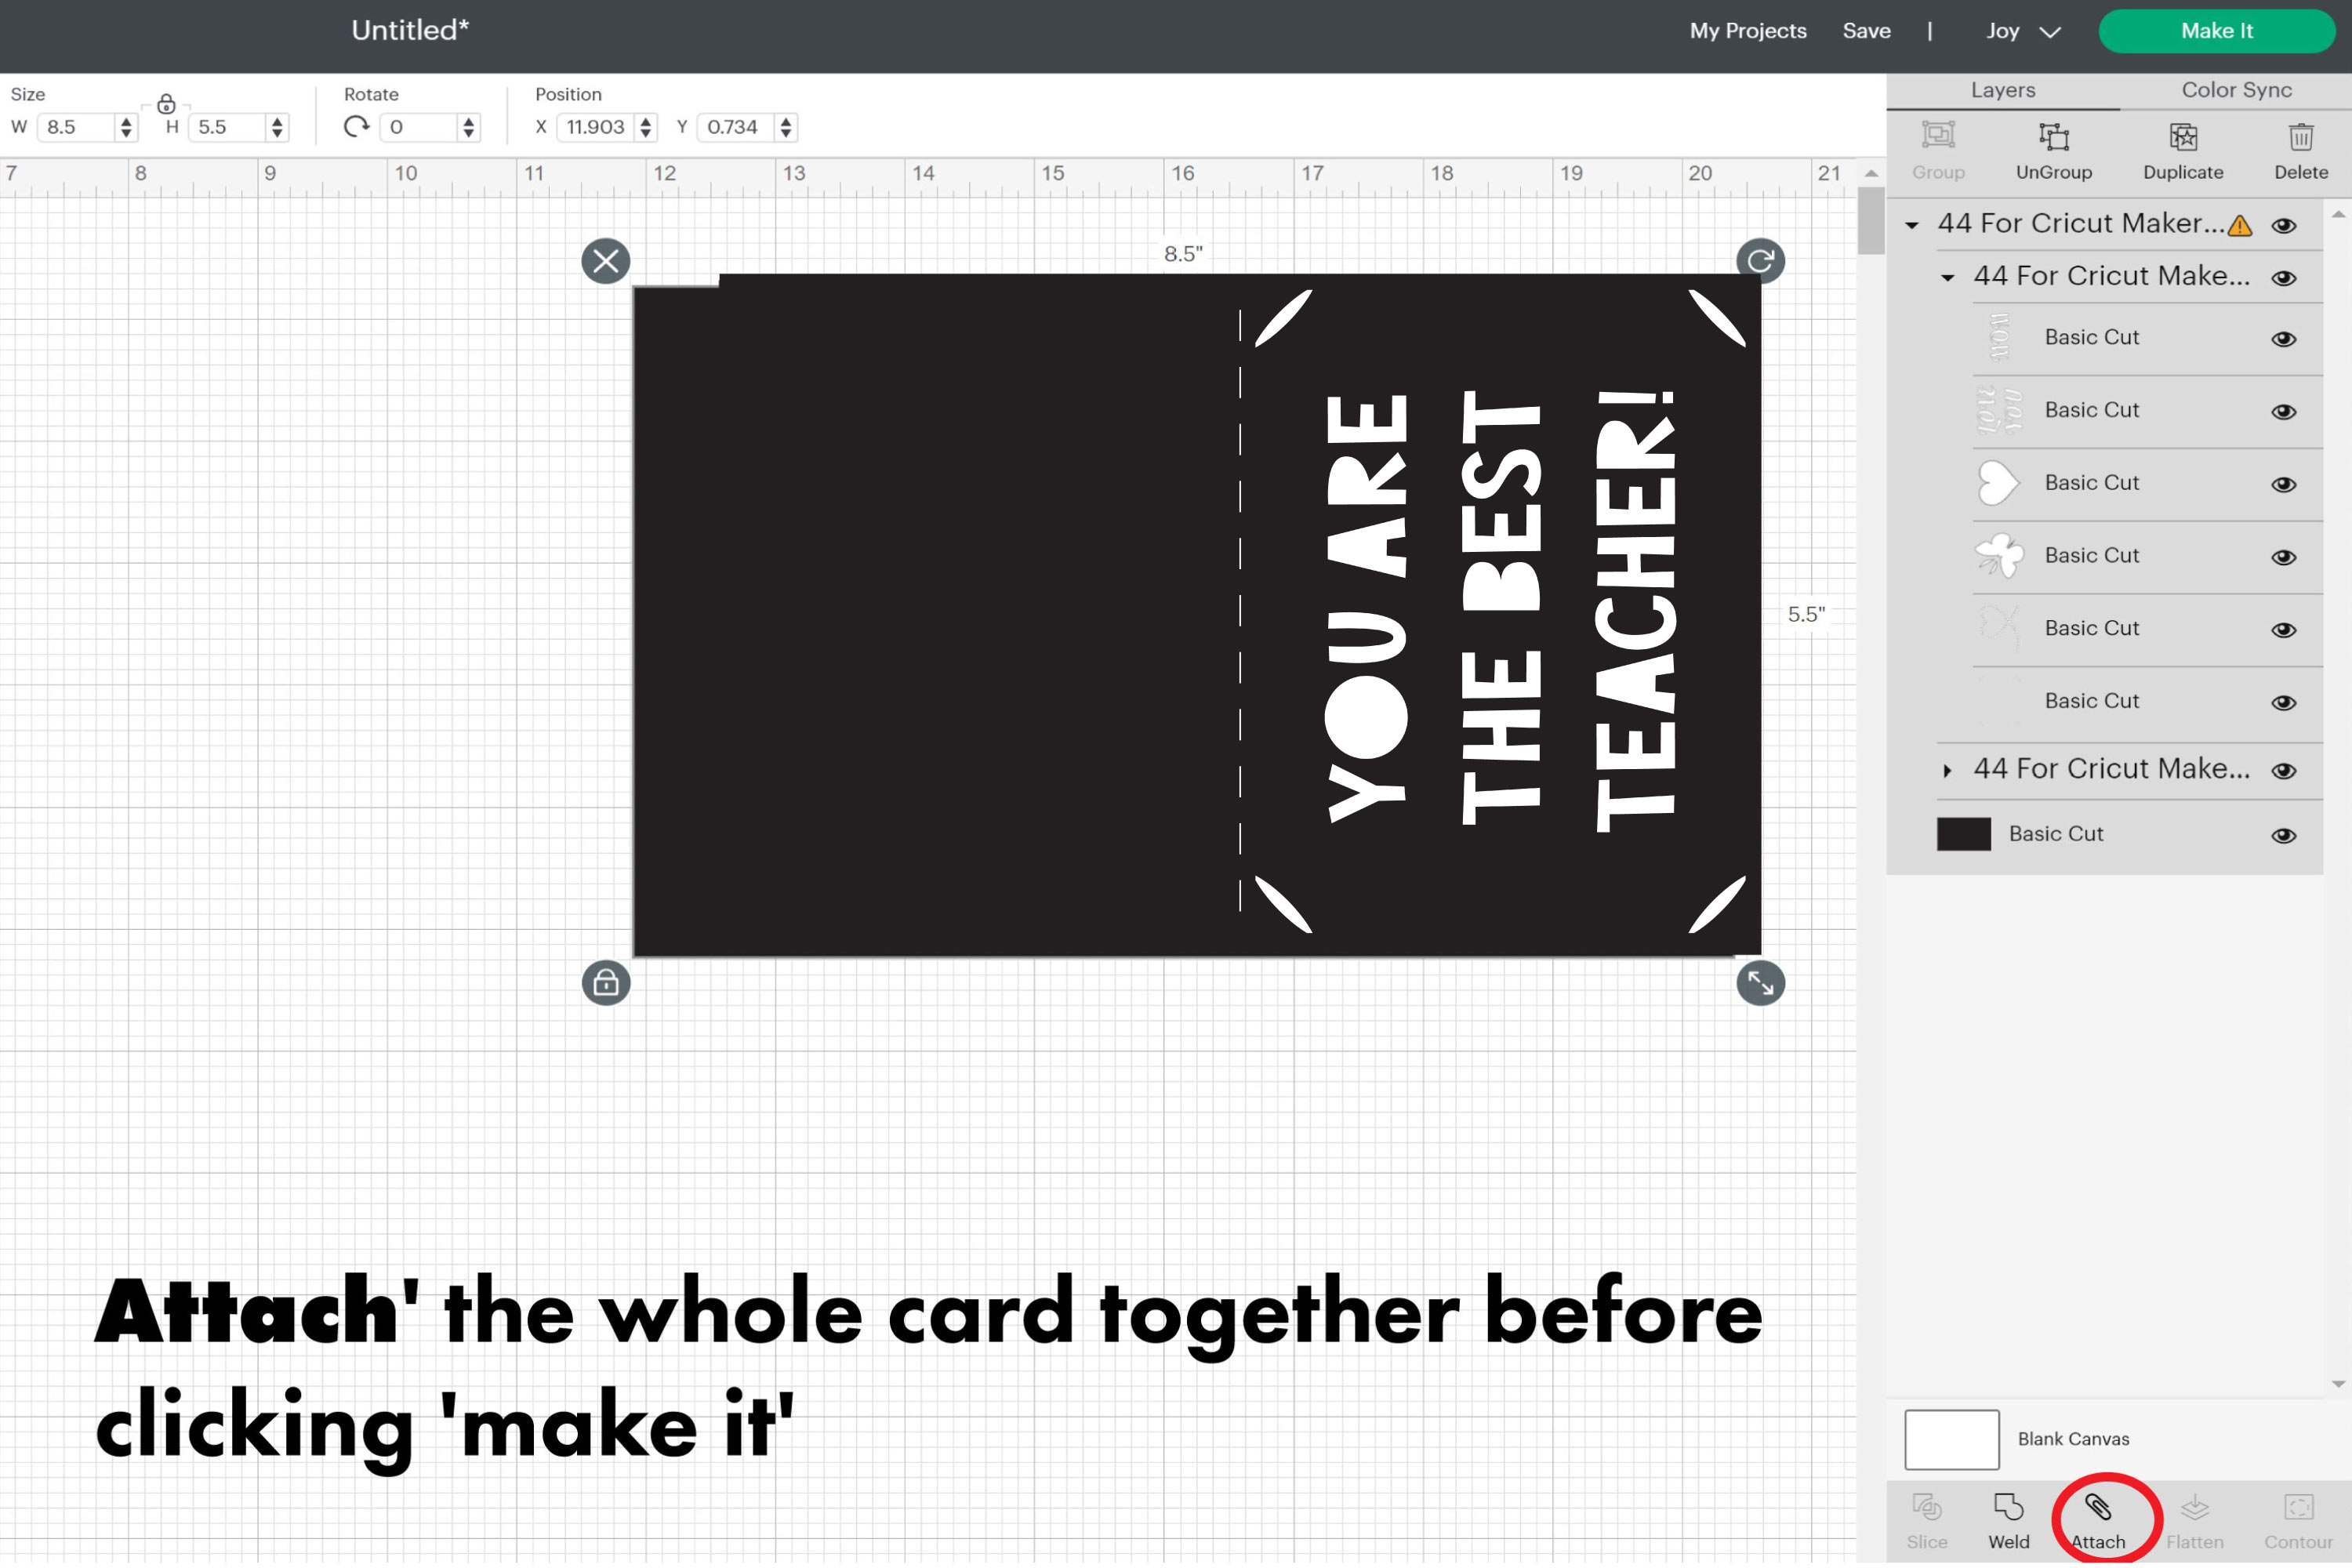 Untitled*
My Projects Save | Joy Make It
Size Rotate Position
W 8.5 H 5.5 0 X 11.903 Y 0.734
Layers Color Sync
Group UnGroup Duplicate Delete
7 8 9 10 11 12 13 14 15 16 17 18 19 20 21
44 For Cricut Maker...
8.5"
44 For Cricut Make...
Basic Cut
Basic Cut
Basic Cut
Basic Cut
Basic Cut
Basic Cut
44 For Cricut Make...
Basic Cut
YOU ARE
THE BEST
TEACHER!
5.5"
Attach' the whole card together before
clicking 'make it'
Blank Canvas
Slice Weld Attach Flatten Contour